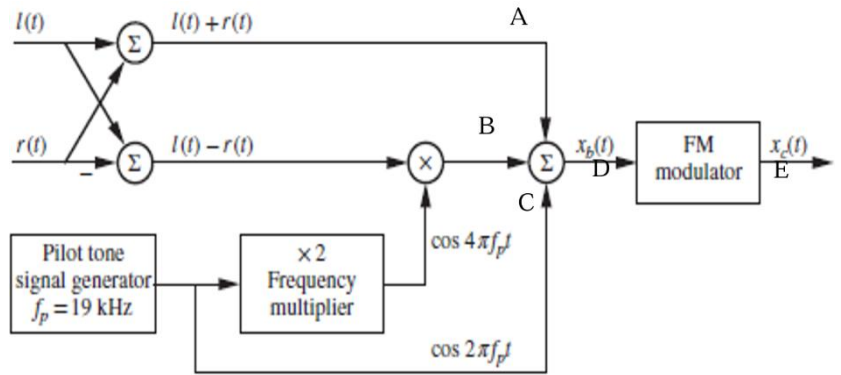 l(t)
l(t)+r(t)
A
Σ
r(t)
l(t)−r(t)
B
−
Σ
×
Σ
x_b(t)
D
FM
modulator
x_c(t)
E
C
cos 4πf_pt
Pilot tone
signal generator
f_p=19 kHz
×2
Frequency
multiplier
cos 2πf_pt